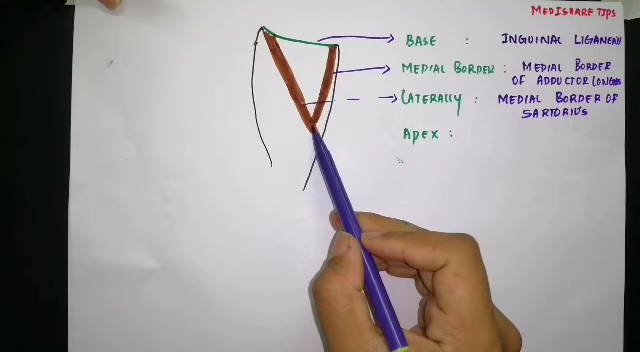 MEDISHARE TIPS
BASE : INGUINAL LIGAMENT
MEDIAL BORDER : MEDIAL BORDER
OF ADDUCTOR LONGUS
LATERALLY : MEDIAL BORDER OF
SARTORIUS
APEX :